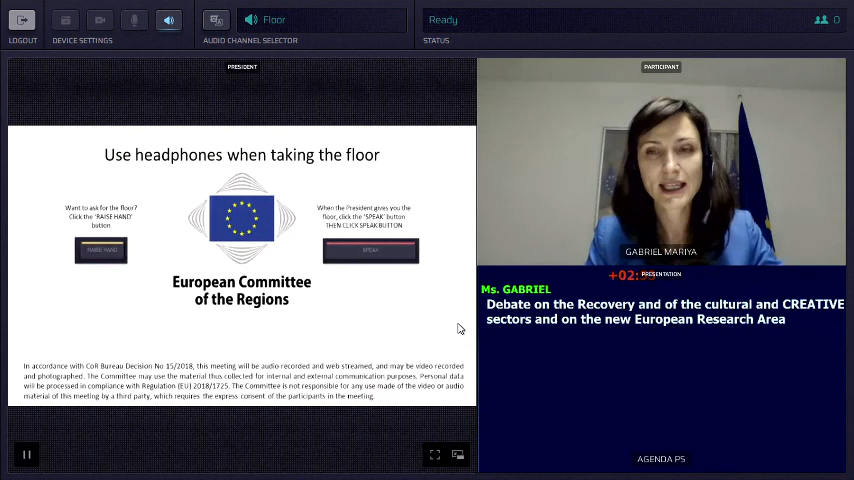 LOGOUT
DEVICE SETTINGS
Floor
AUDIO CHANNEL SELECTOR
Ready
0
STATUS
PRESIDENT
PARTICIPANT
Use headphones when taking the floor
Want to ask for the floor?
Click the 'RAISE HAND'
button
RAISE HAND
When the President gives you the
floor, click the 'SPEAK' button
THEN CLICK SPEAK BUTTON
SPEAK
European Committee
of the Regions
In accordance with CoR Bureau Decision No 15/2018, this meeting will be audio recorded and web streamed, and may be video recorded
and photographed. The Committee may use the material thus collected for internal and external communication purposes. Personal data
will be processed in compliance with Regulation (EU) 2018/1725. The Committee is not responsible for any use made of the video or audio
material of this meeting by a third party, which requires the express consent of the participants in the meeting.
GABRIEL MARIYA
PRESENTATION
Ms. GABRIEL
Debate on the Recovery and of the cultural and CREATIVE
sectors and on the new European Research Area
AGENDA PS